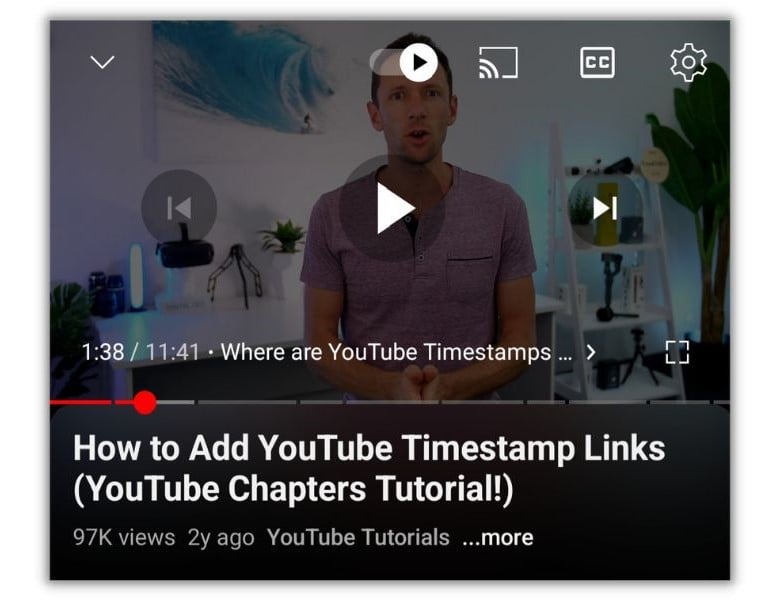 CC
1:38 / 11:41 · Where are YouTube Timestamps ...
How to Add YouTube Timestamp Links
(YouTube Chapters Tutorial!)
97K views 2y ago YouTube Tutorials ...more